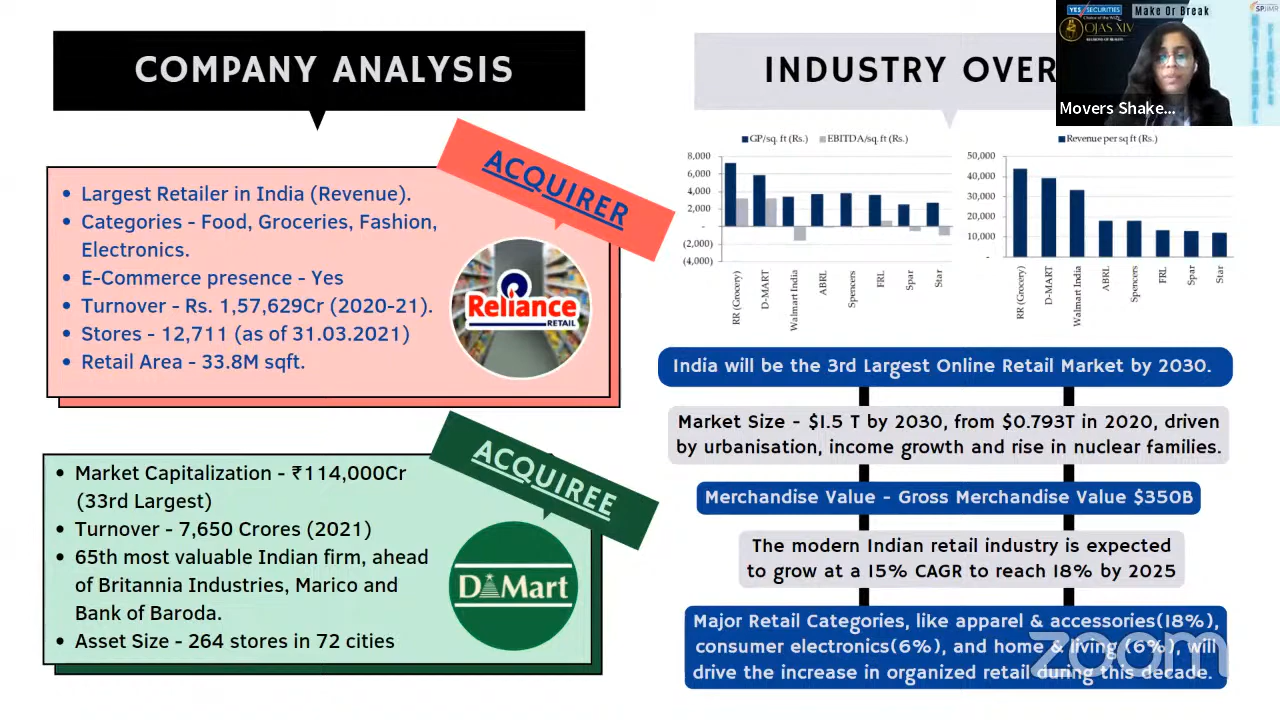 COMPANY ANALYSIS
ACQUIRER
Largest Retailer in India (Revenue).
Categories - Food, Groceries, Fashion,
Electronics.
E-Commerce presence - Yes
Turnover - Rs. 1,57,629Cr (2020-21).
Stores - 12,711 (as of 31.03.2021)
Retail Area - 33.8M sqft.
Reliance
RETAIL
ACQUIREE
Market Capitalization - ₹114,000Cr
(33rd Largest)
Turnover - 7,650 Crores (2021)
65th most valuable Indian firm, ahead
of Britannia Industries, Marico and
Bank of Baroda.
Asset Size - 264 stores in 72 cities
D Mart
INDUSTRY OVER
YES SECURITIES
Make Or Break
OJAS XIV
SPJIMR
NATIONAL
FINALS
Movers Shake...
GP/sq. ft (Rs.) EBITDA/sq. ft (Rs.)
8,000
6,000
4,000
2,000
-
(2,000)
(4,000)
RR (Grocery)
D-MART
Walmart India
ABRL
Spencers
FRL
Spar
Star
Revenue per sq ft (Rs.)
50,000
40,000
30,000
20,000
10,000
-
RR (Grocery)
D-MART
Walmart India
ABRL
Spencers
FRL
Spar
Star
India will be the 3rd Largest Online Retail Market by 2030.
Market Size - $1.5 T by 2030, from $0.793T in 2020, driven
by urbanisation, income growth and rise in nuclear families.
Merchandise Value - Gross Merchandise Value $350B
The modern Indian retail industry is expected
to grow at a 15% CAGR to reach 18% by 2025
Major Retail Categories, like apparel & accessories(18%),
consumer electronics(6%), and home & living (6%), will
drive the increase in organized retail during this decade.
zoom